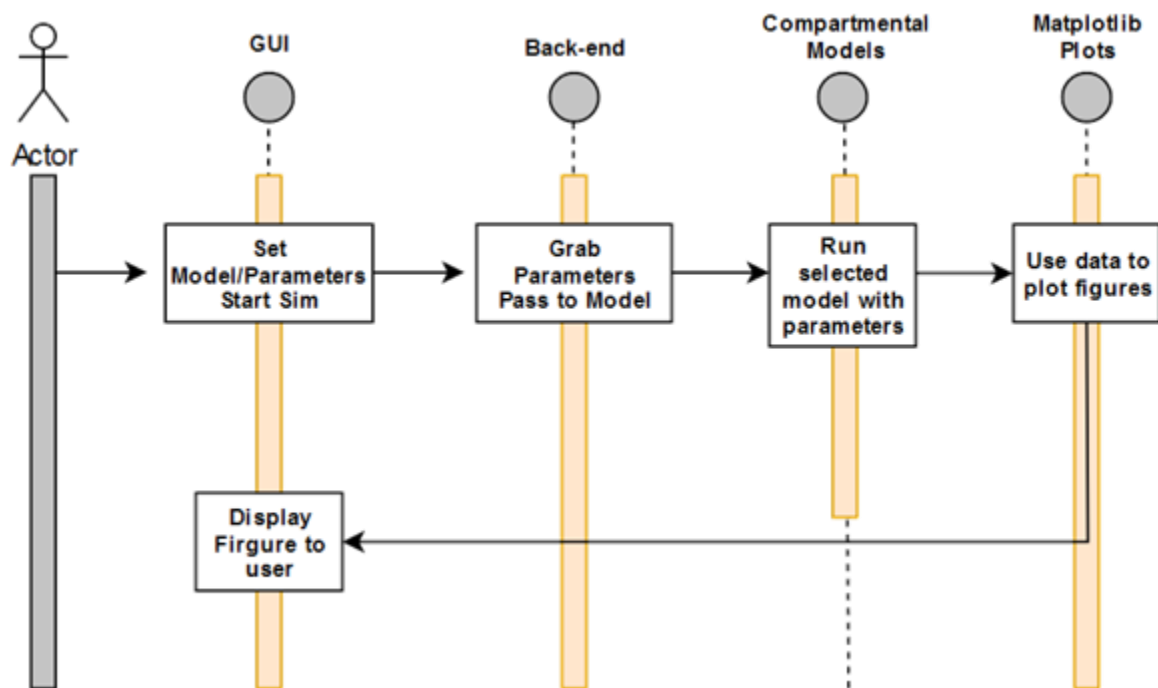 GUI
Back-end
Compartmental
Models
Matplotlib
Plots
Actor
Set
Model/Parameters
Start Sim
Grab
Parameters
Pass to Model
Run
selected
model with
parameters
Use data to
plot figures
Display
Firgure to
user